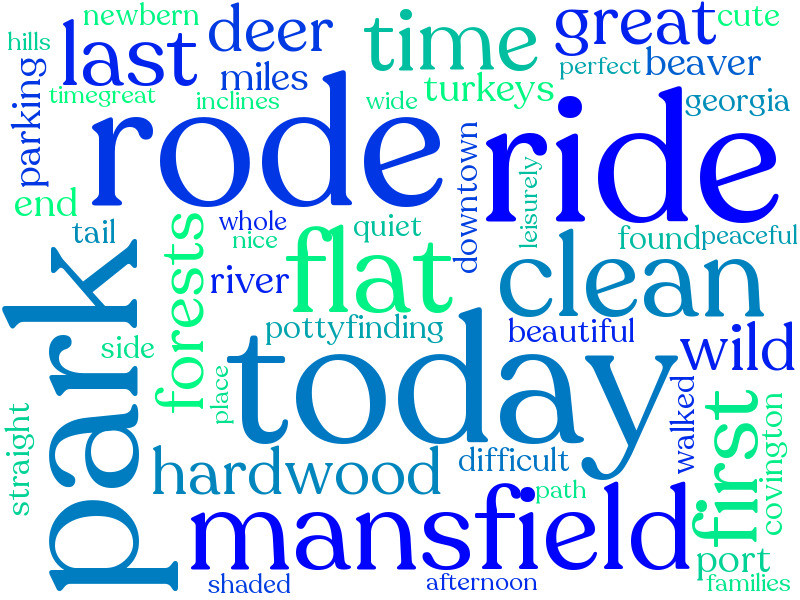 newbern
deer
great
cute
hills
last
time
perfect
beaver
miles
parking
timegreat
inclines
wide
turkeys
georgia
rode
ride
end
tail
whole
nice
quiet
downtown
leisurely
found
peaceful
park
forests
river
flat
clean
side
place
pottyfinding
beautiful
wild
today
straight
hardwood
difficult
walked
first
covington
path
mansfield
port
shaded
afternoon
families